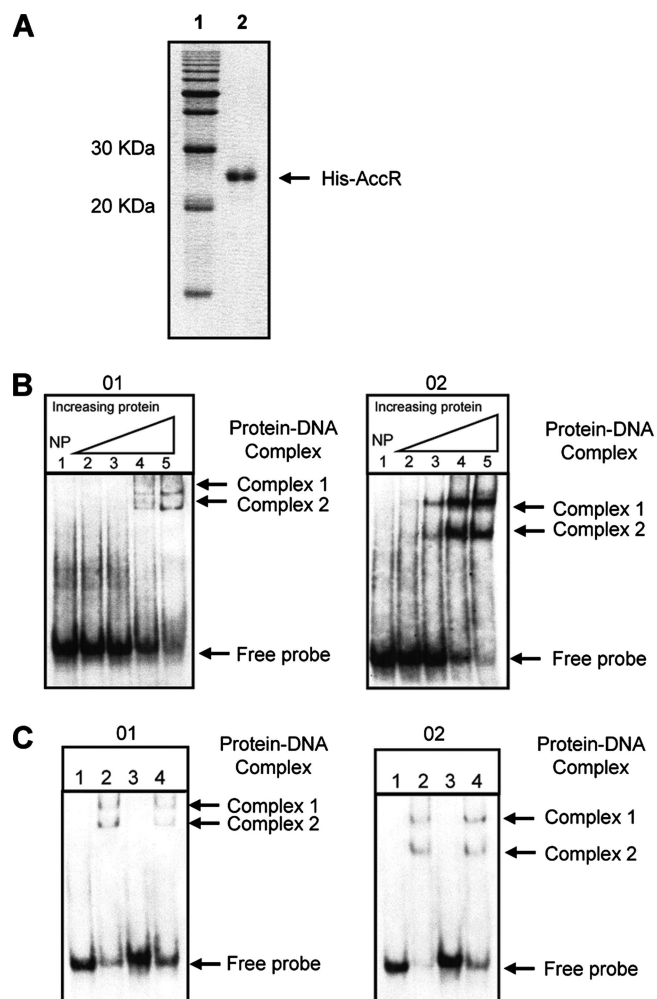 A
1 2
30 KDa
20 KDa
His-AccR
B
01
Increasing protein
NP
1 2 3 4 5
Protein-DNA
Complex
Complex 1
Complex 2
Free probe
02
Increasing protein
NP
1 2 3 4 5
Protein-DNA
Complex
Complex 1
Complex 2
Free probe
C
01
1 2 3 4
Protein-DNA
Complex
Complex 1
Complex 2
Free probe
02
1 2 3 4
Protein-DNA
Complex
Complex 1
Complex 2
Free probe